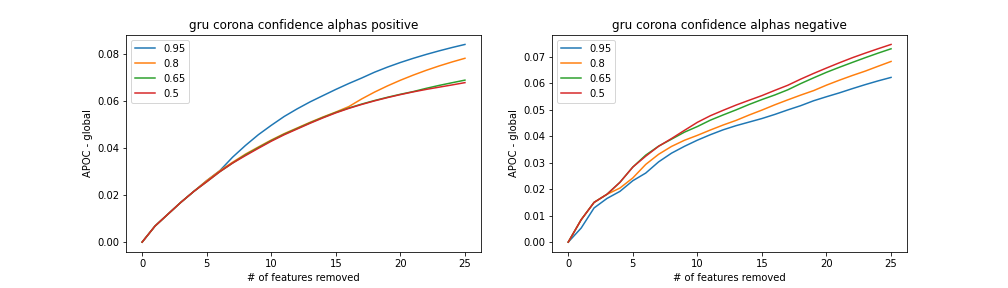 gru corona confidence alphas positive
0.95
0.8
0.65
0.5
APOC - global
0.08
0.06
0.04
0.02
0.00
0 5 10 15 20 25
# of features removed
gru corona confidence alphas negative
0.95
0.8
0.65
0.5
APOC - global
0.07
0.06
0.05
0.04
0.03
0.02
0.01
0.00
0 5 10 15 20 25
# of features removed